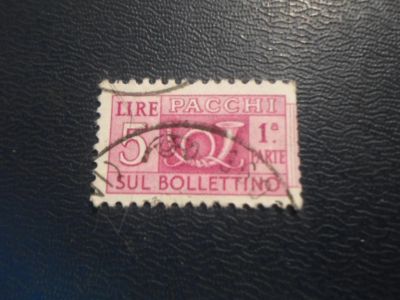 LIRE PACCHI
5 1ª
PARTE
SUL BOLLETTINO